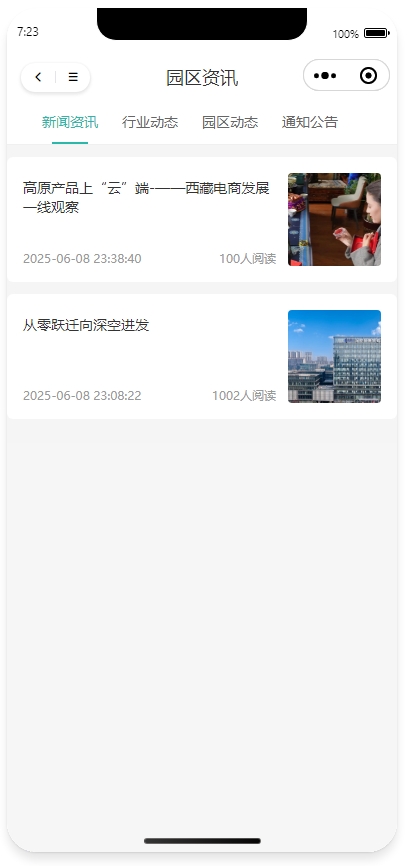 7:23
100%
园区资讯
新闻资讯 行业动态 园区动态 通知公告
高原产品上“云”端-——西藏电商发展
一线观察
2025-06-08 23:38:40 100人阅读
从零跃迁向深空进发
2025-06-08 23:08:22 1002人阅读